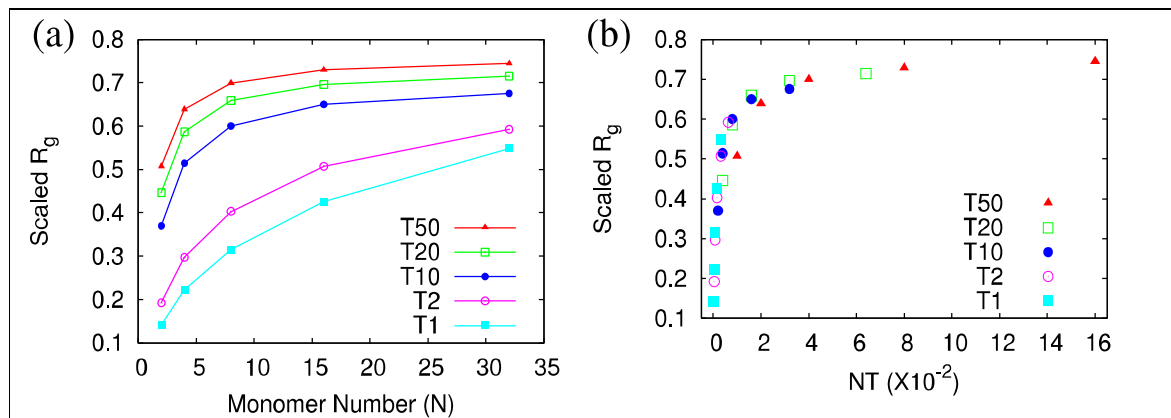 (a)
Scaled Rg
0.8
0.7
0.6
0.5
0.4
0.3
0.2
0.1
T50
T20
T10
T2
T1
0 5 10 15 20 25 30 35
Monomer Number (N)
(b)
Scaled Rg
0.8
0.7
0.6
0.5
0.4
0.3
0.2
0.1
T50
T20
T10
T2
T1
0 2 4 6 8 10 12 14 16
NT (X10⁻²)